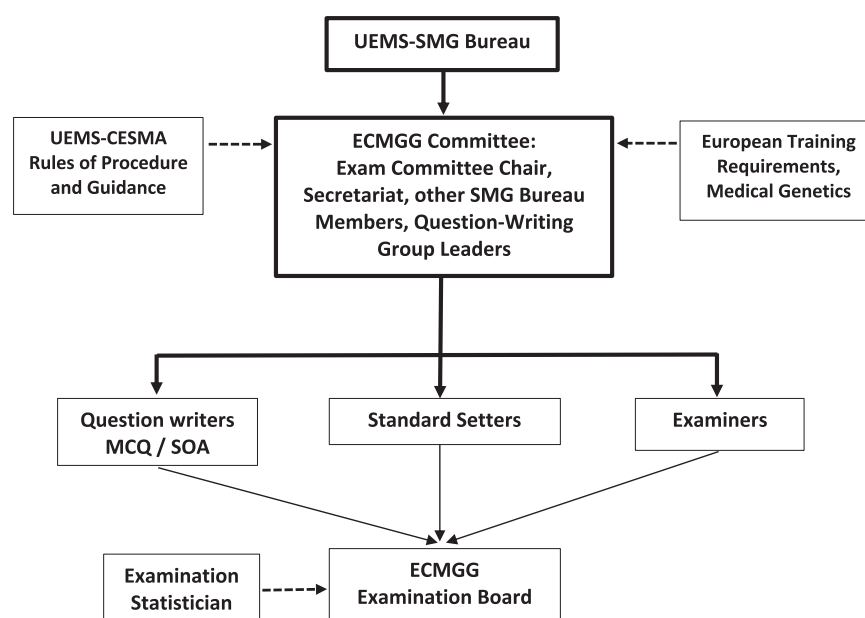 UEMS-SMG Bureau
UEMS-CESMA
Rules of Procedure
and Guidance
ECMGG Committee:
Exam Committee Chair,
Secretariat, other SMG Bureau
Members, Question-Writing
Group Leaders
European Training
Requirements,
Medical Genetics
Question writers
MCQ / SOA
Standard Setters
Examiners
Examination
Statistician
ECMGG
Examination Board